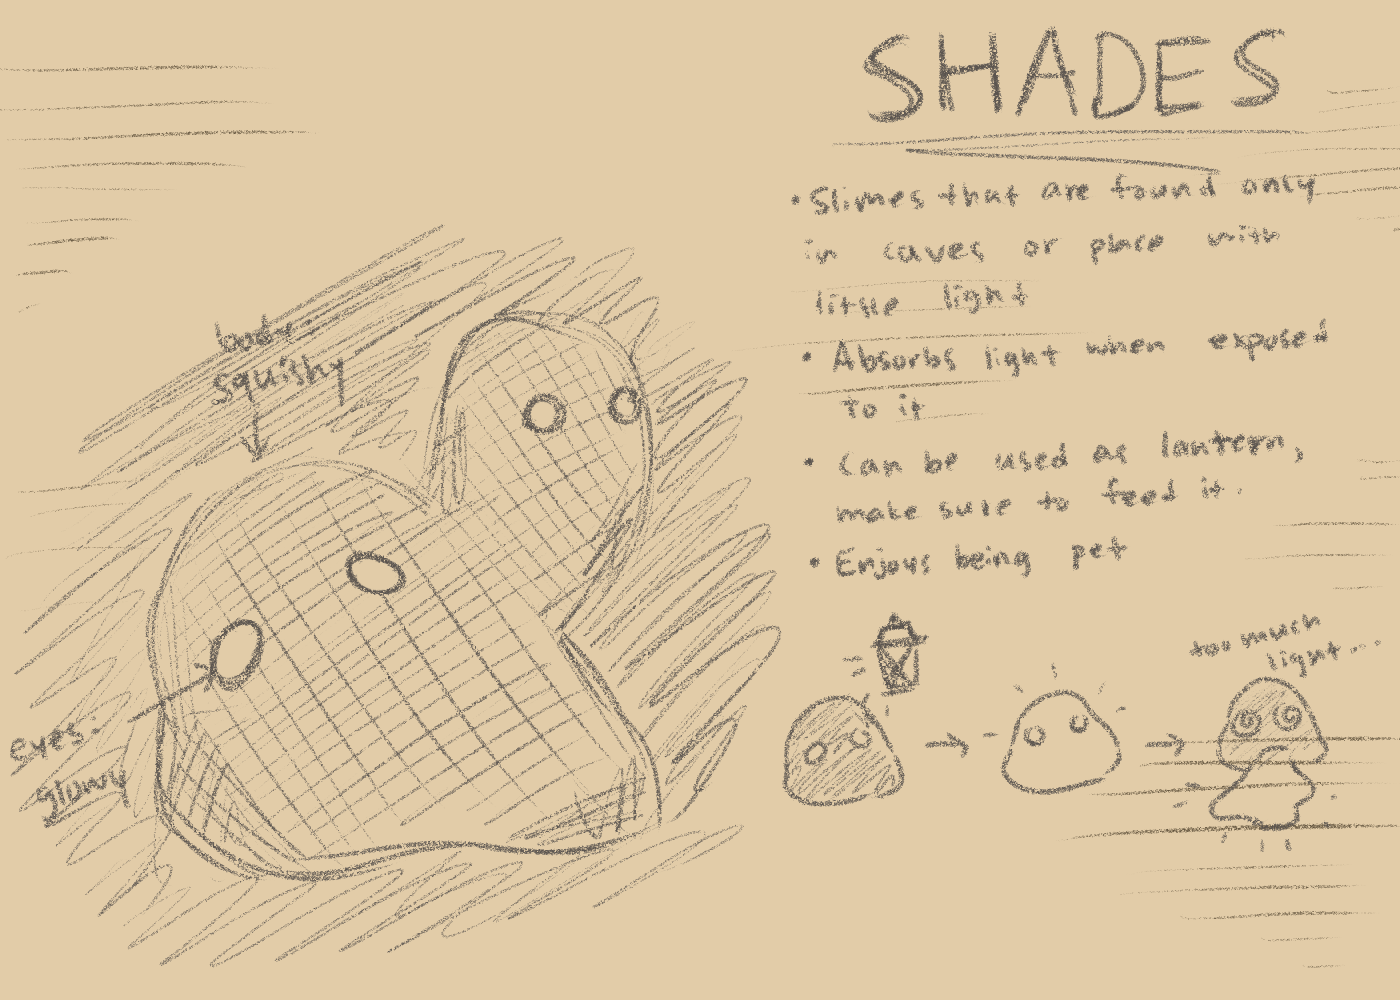 SHADES
• Slimes that are found only
in caves or place with
little light
• Absorbs light when exposed
to it
• Can be used as lantern,
make sure to feed it.
• Enjoys being pet
body:
squishy
eyes:
glowy
too much
light...